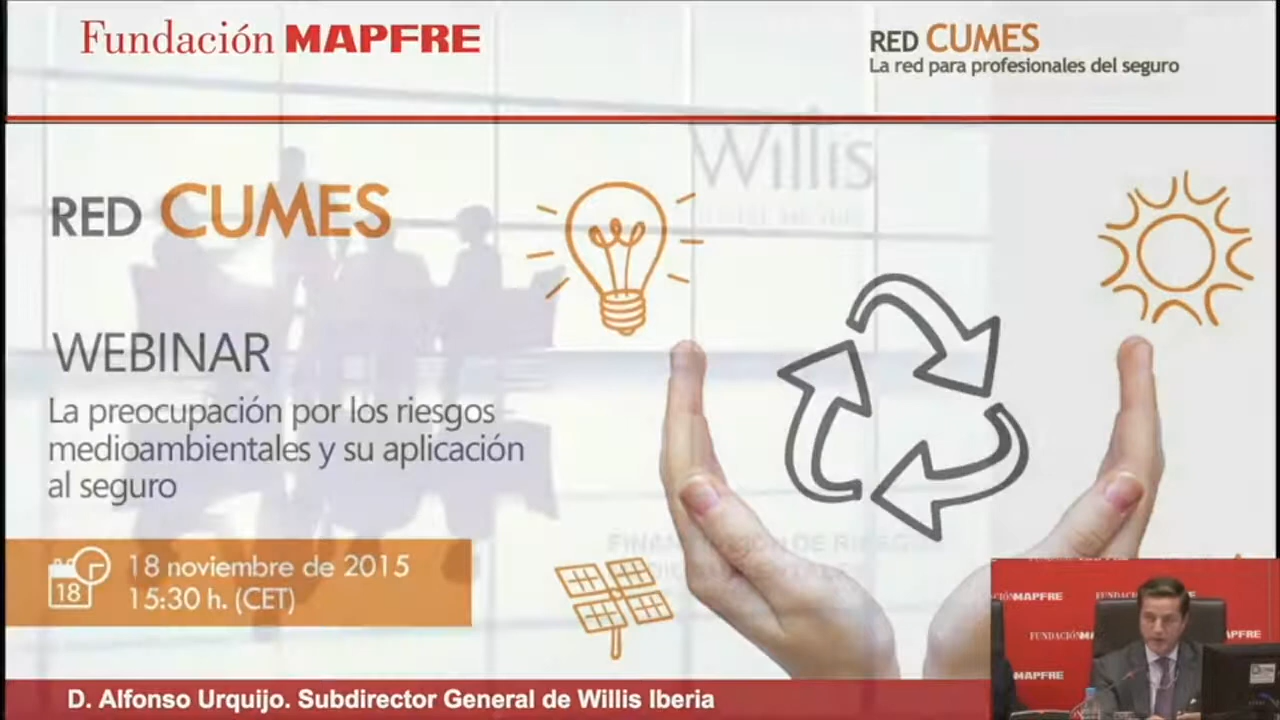 Fundación MAPFRE
RED CUMES
La red para profesionales del seguro
Willis
RED CUMES
WEBINAR
La preocupación por los riesgos
medioambientales y su aplicación
al seguro
18
18 noviembre de 2015
15:30 h. (CET)
DE
MAPFRE
FUNDACIÓN
MAPFRE
MAPFRE
D. Alfonso Urquijo. Subdirector General de Willis Iberia